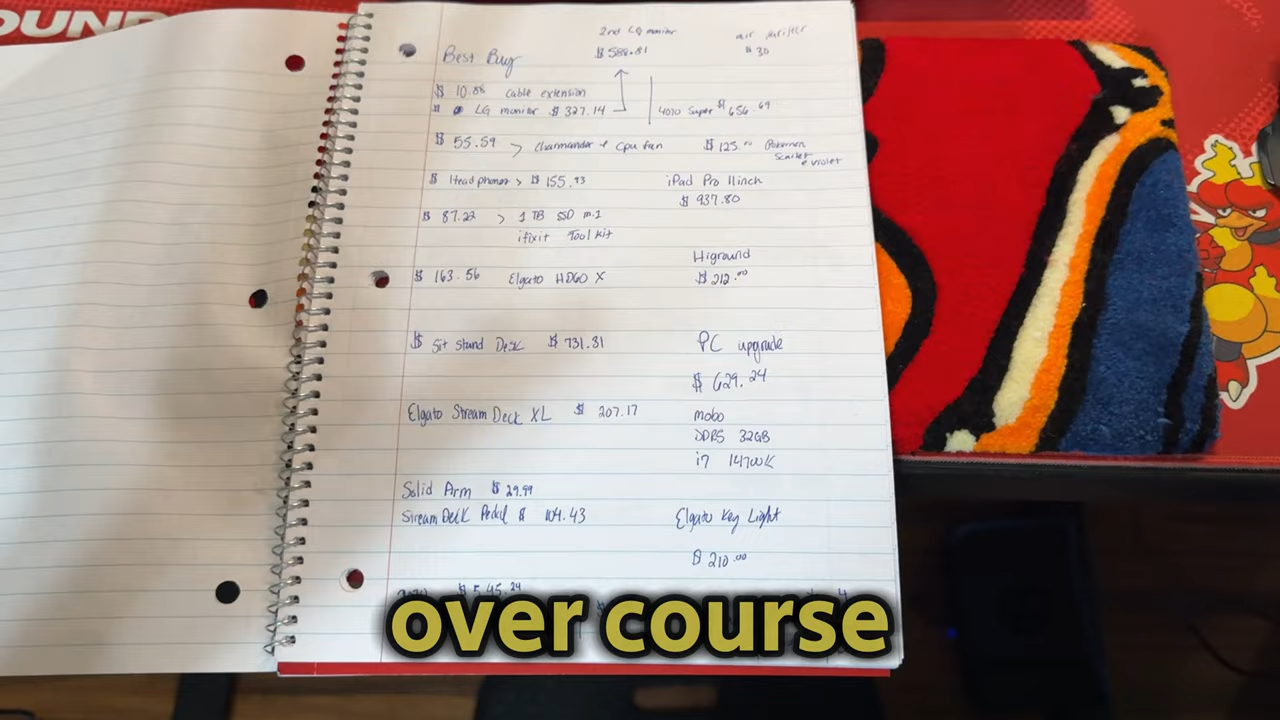 OUND
2nd LG monitor
$588.81
$30
Best Buy
$ 10.88 Cable extension
$ LG monitor $327.14
4070 Super $656.69
$ 55.59 > Charmander & Cpu fan
$125.00 Pokemon
Scarlet
& Violet
$ Headphones > $155.93
iPad Pro 11inch
$937.80
$ 87.22 > 1 TB SSD m.2
ifixit Tool kit
Higround
$212.00
$ 163.56 Elgato HD60 X
$ Sit Stand Desk $731.31
PC upgrade
$629.24
mobo
DDR5 32GB
i7 14700K
Elgato Stream Deck XL $ 207.17
Solid Arm $29.99
Stream Deck Pedal $ 104.43
Elgato Key Light
$210.00
$545.24
over course